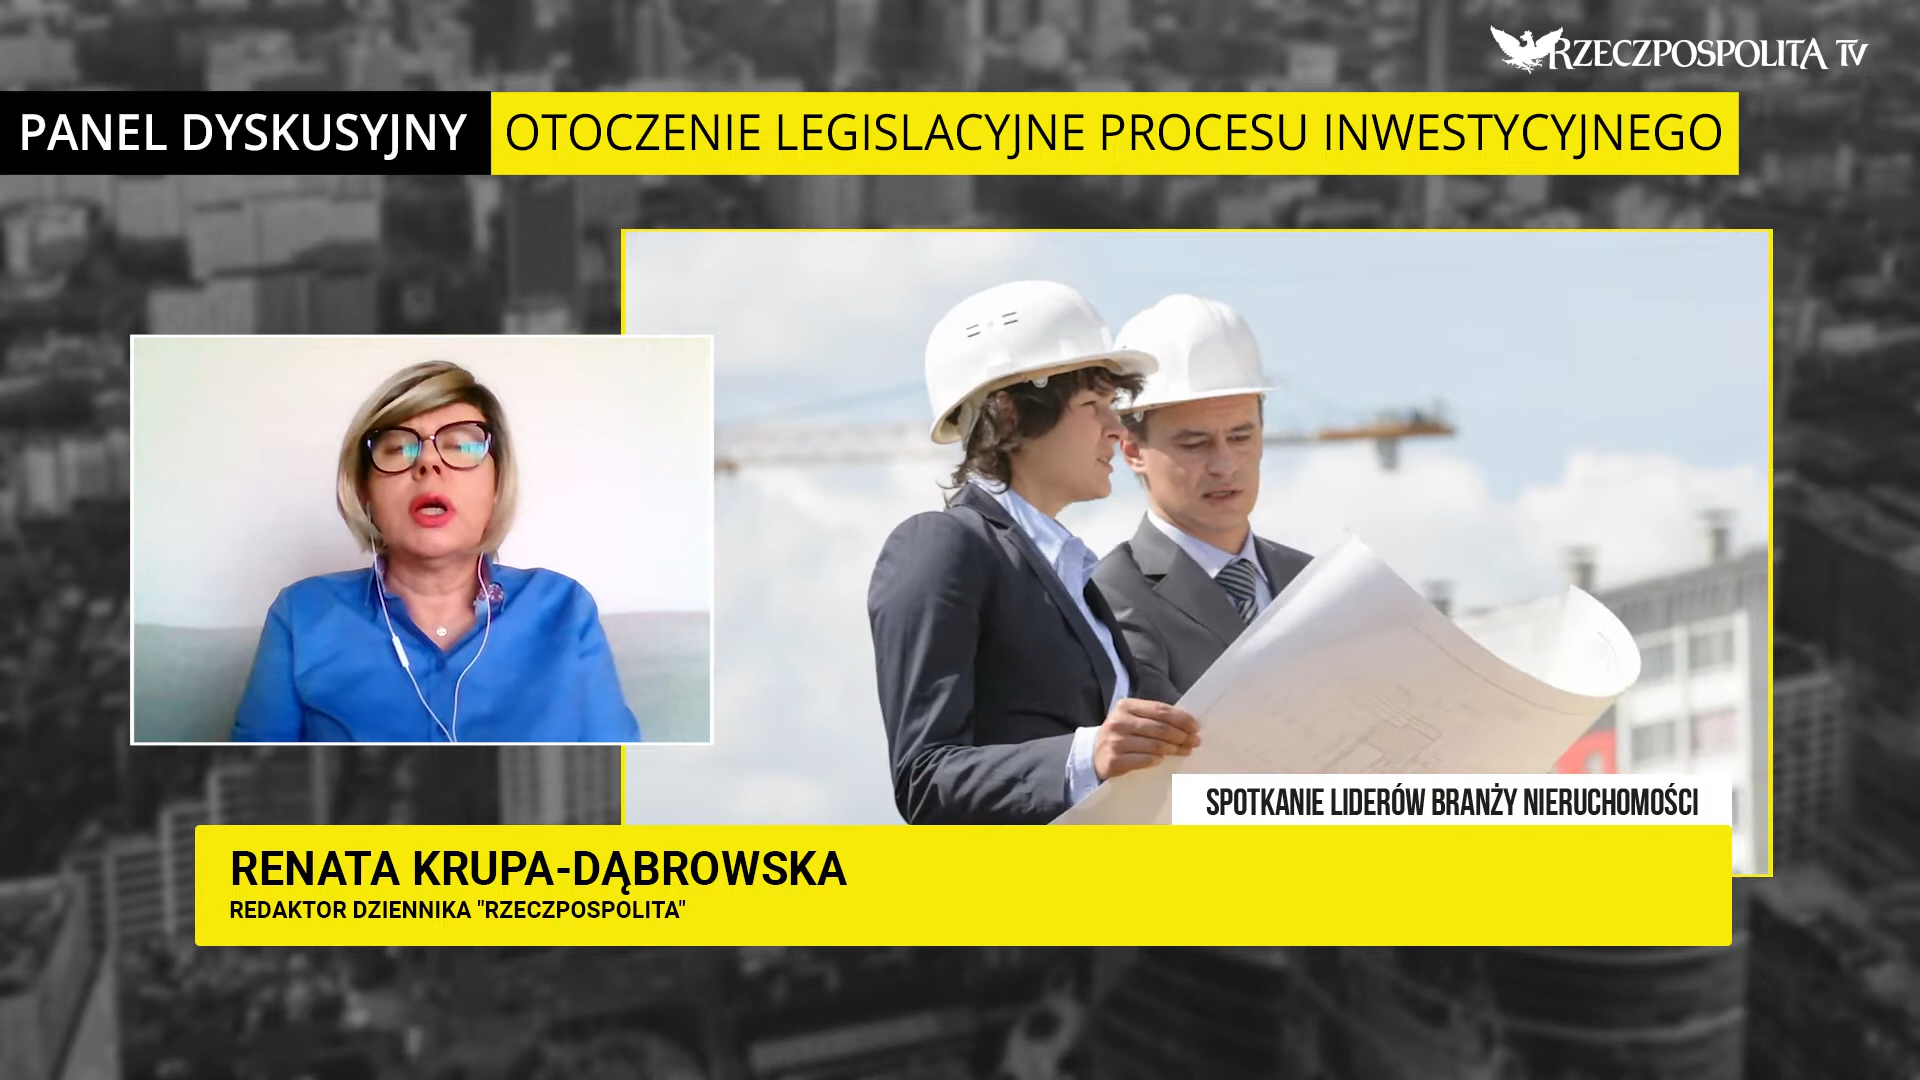 RZECZPOSPOLITA TV
PANEL DYSKUSYJNY OTOCZENIE LEGISLACYJNE PROCESU INWESTYCYJNEGO
SPOTKANIE LIDERÓW BRANŻY NIERUCHOMOŚCI
RENATA KRUPA-DĄBROWSKA
REDAKTOR DZIENNIKA "RZECZPOSPOLITA"